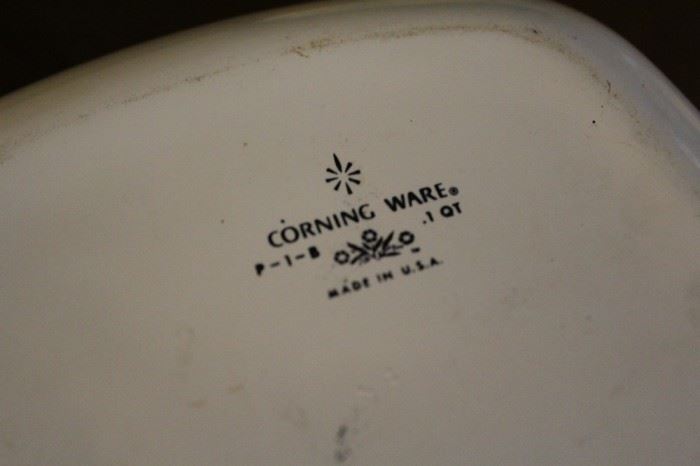 CORNING WARE®
P-1-B .1 QT
MADE IN U.S.A.